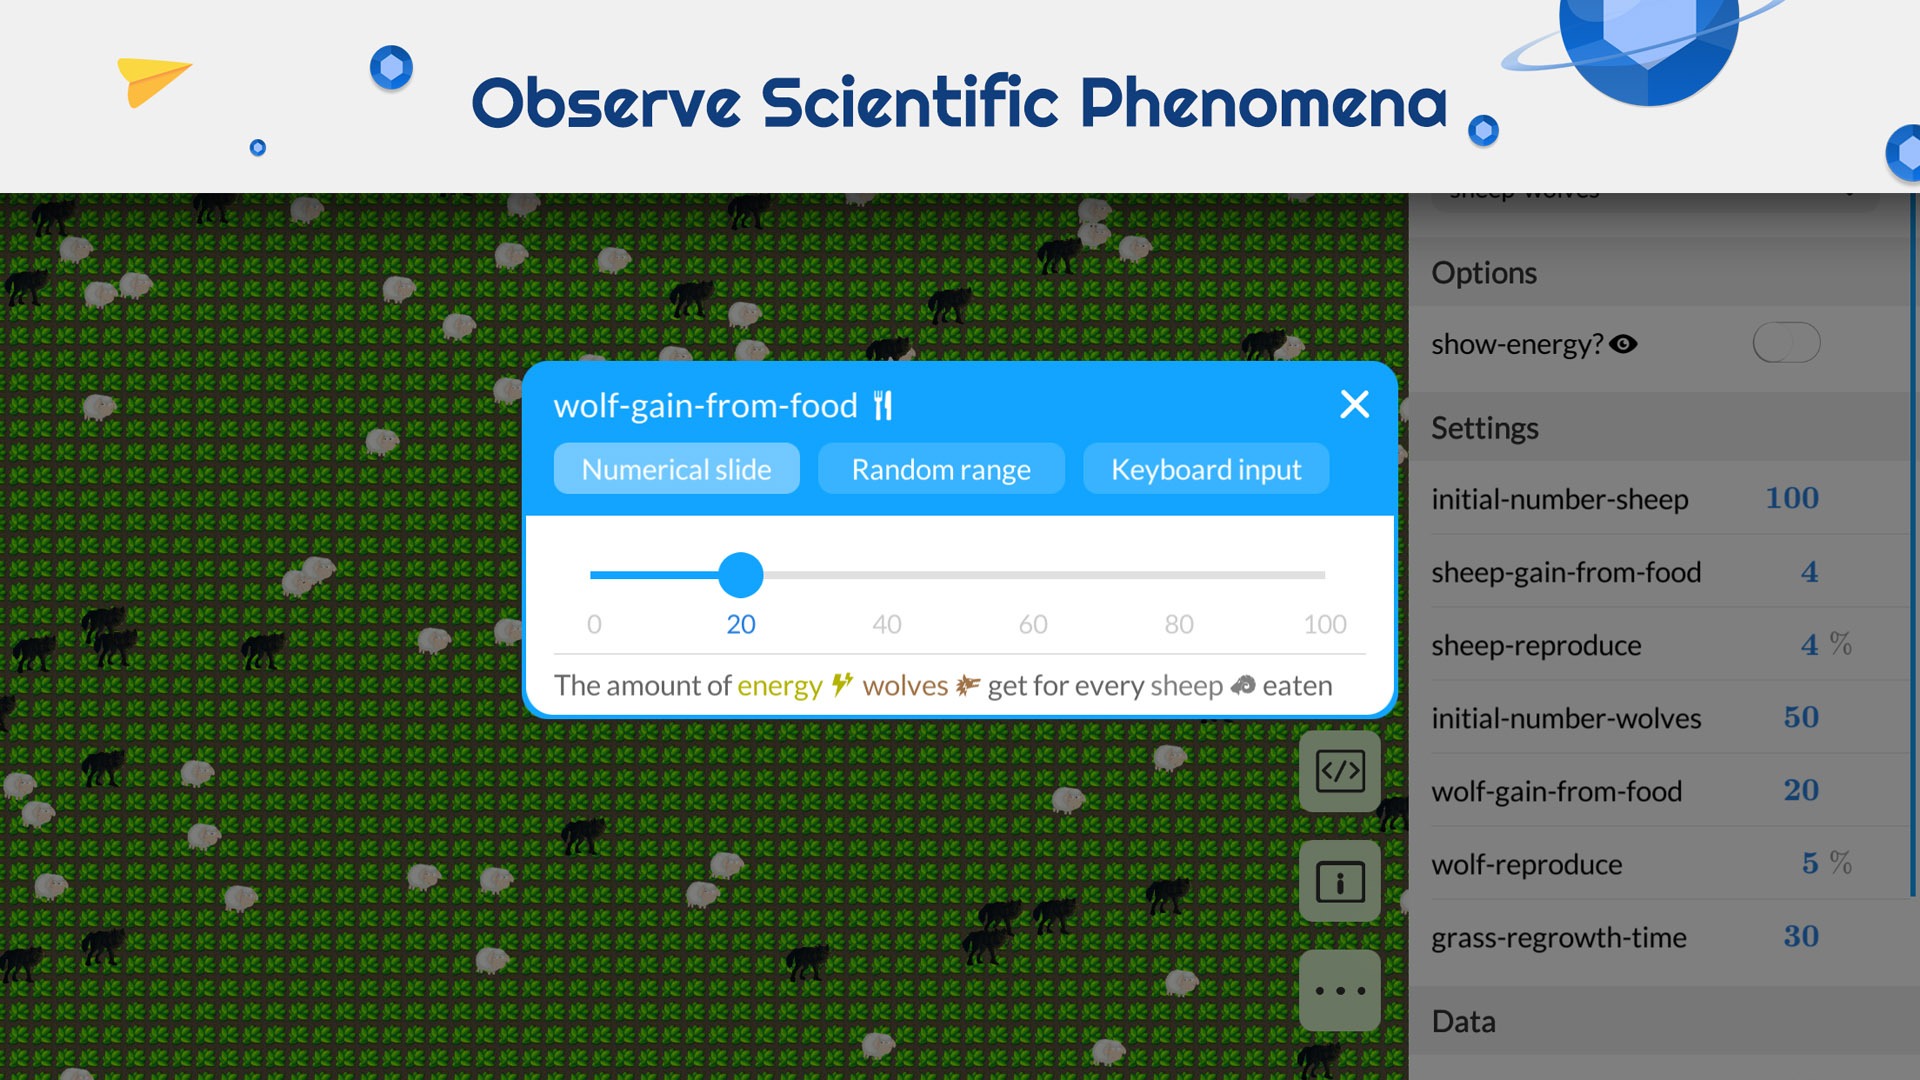 Observe Scientific Phenomena
sheep-wolves
Options
show-energy?
Settings
initial-number-sheep 100
sheep-gain-from-food 4
sheep-reproduce 4 %
initial-number-wolves 50
wolf-gain-from-food 20
wolf-reproduce 5 %
grass-regrowth-time 30
Data
wolf-gain-from-food
Numerical slide Random range Keyboard input
0 20 40 60 80 100
The amount of energy wolves get for every sheep eaten